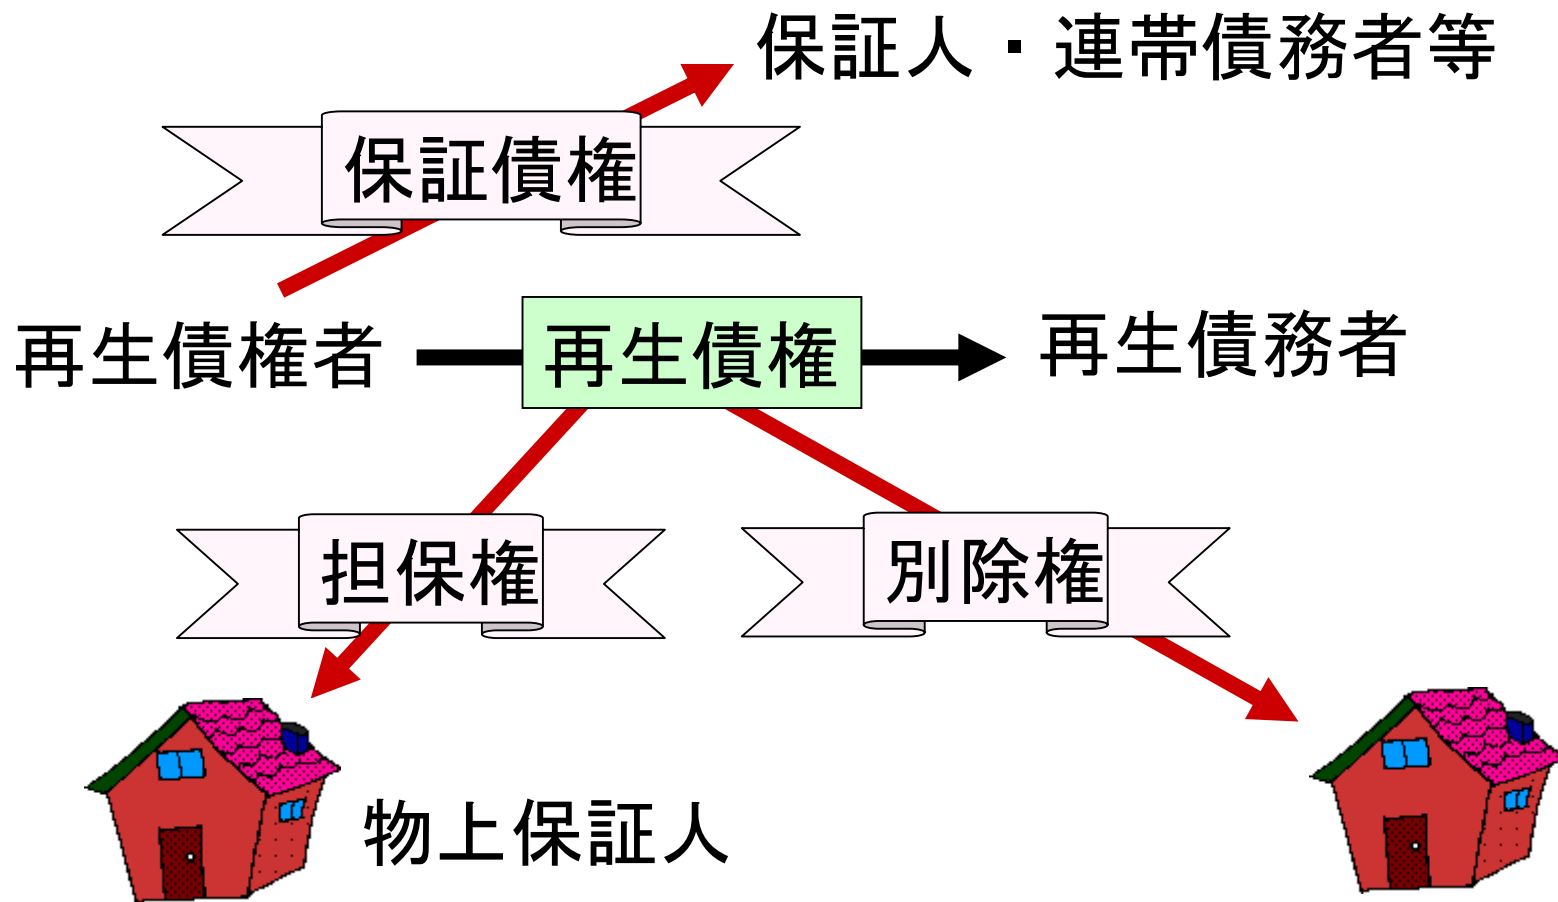 保証人・連帯債務者等
保証債権
再生債権者
再生債権
再生債務者
担保権
別除権
物上保証人